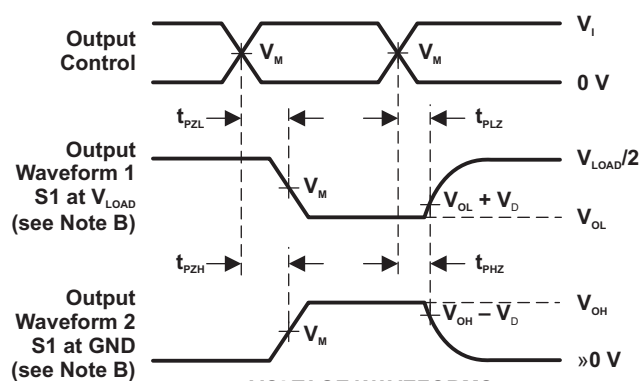 Output
Control
V_I
V_M
V_M
0 V
t_PZL
t_PLZ
Output
Waveform 1
S1 at V_LOAD
(see Note B)
V_LOAD/2
V_M
V_OL + V_D
V_OL
t_PZH
t_PHZ
Output
Waveform 2
S1 at GND
(see Note B)
V_OH
V_OH – V_D
V_M
»0 V